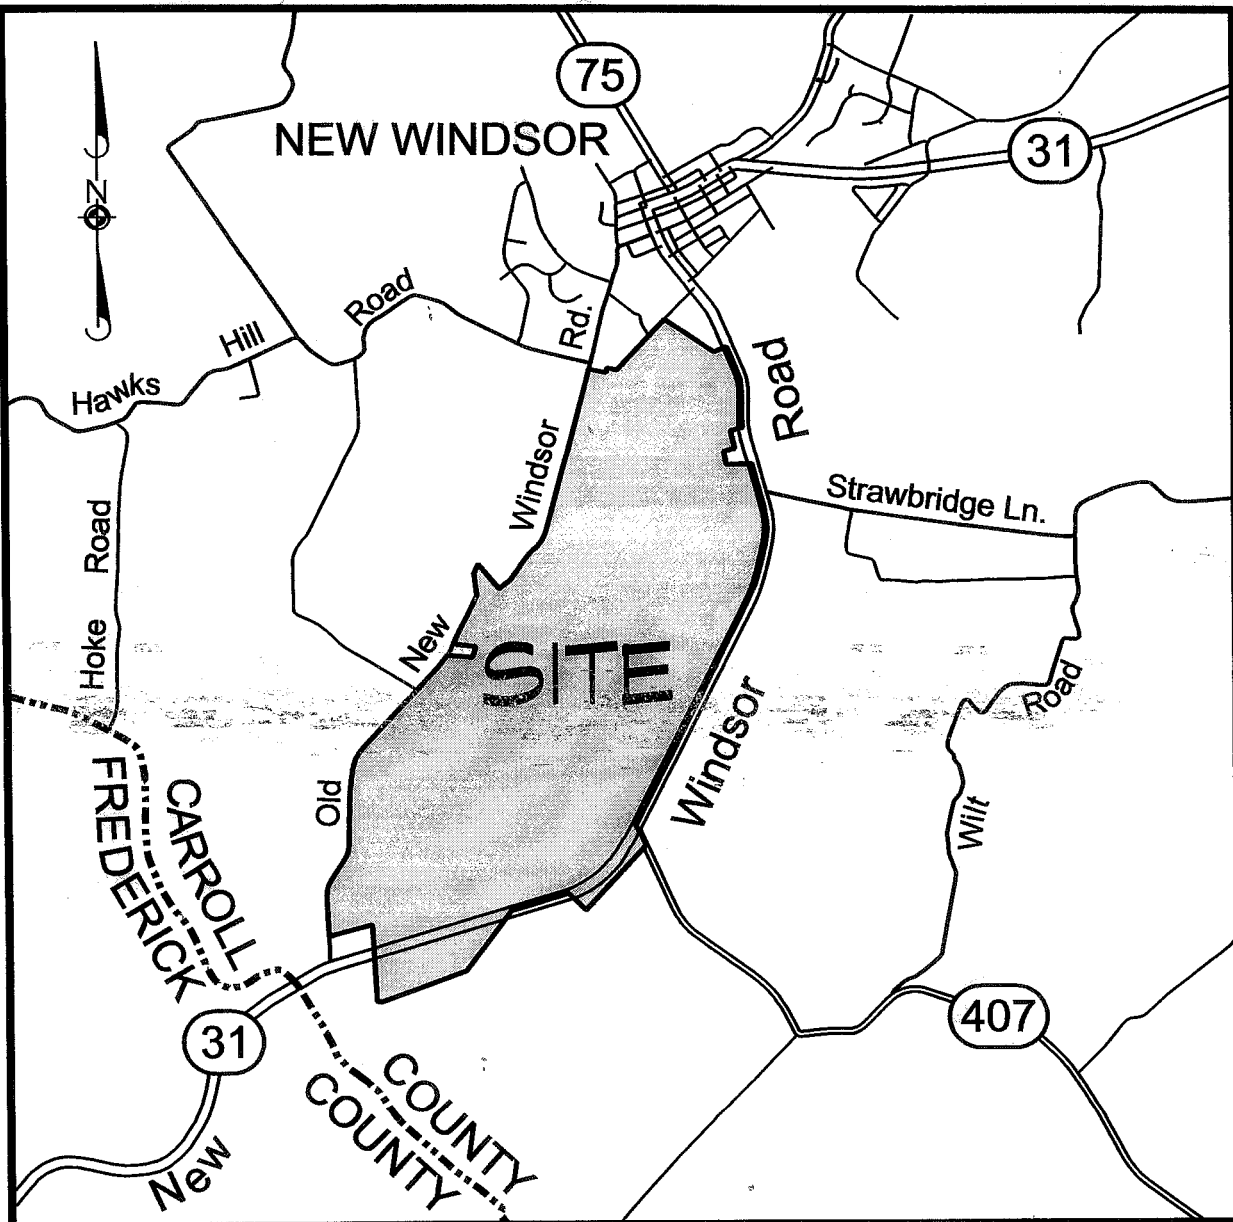 75
NEW WINDSOR
31
N
Hawks Hill Road
Old New Windsor Rd.
Hoke Road
Strawbridge Ln.
SITE
New Windsor Road
Wilt Road
CARROLL COUNTY
FREDERICK COUNTY
31
407